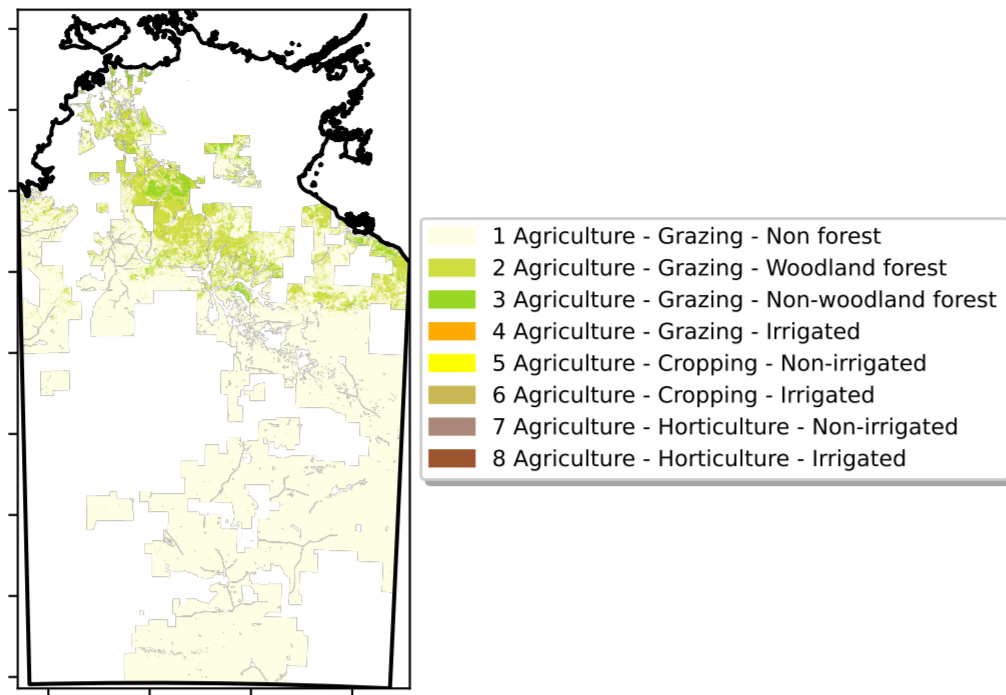 1 Agriculture - Grazing - Non forest
2 Agriculture - Grazing - Woodland forest
3 Agriculture - Grazing - Non-woodland forest
4 Agriculture - Grazing - Irrigated
5 Agriculture - Cropping - Non-irrigated
6 Agriculture - Cropping - Irrigated
7 Agriculture - Horticulture - Non-irrigated
8 Agriculture - Horticulture - Irrigated